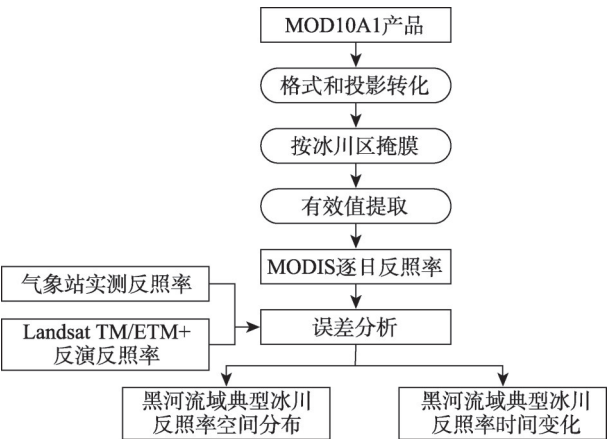 MOD10A1产品
格式和投影转化
按冰川区掩膜
有效值提取
MODIS逐日反照率
气象站实测反照率
Landsat TM/ETM+
反演反照率
误差分析
黑河流域典型冰川
反照率空间分布
黑河流域典型冰川
反照率时间变化